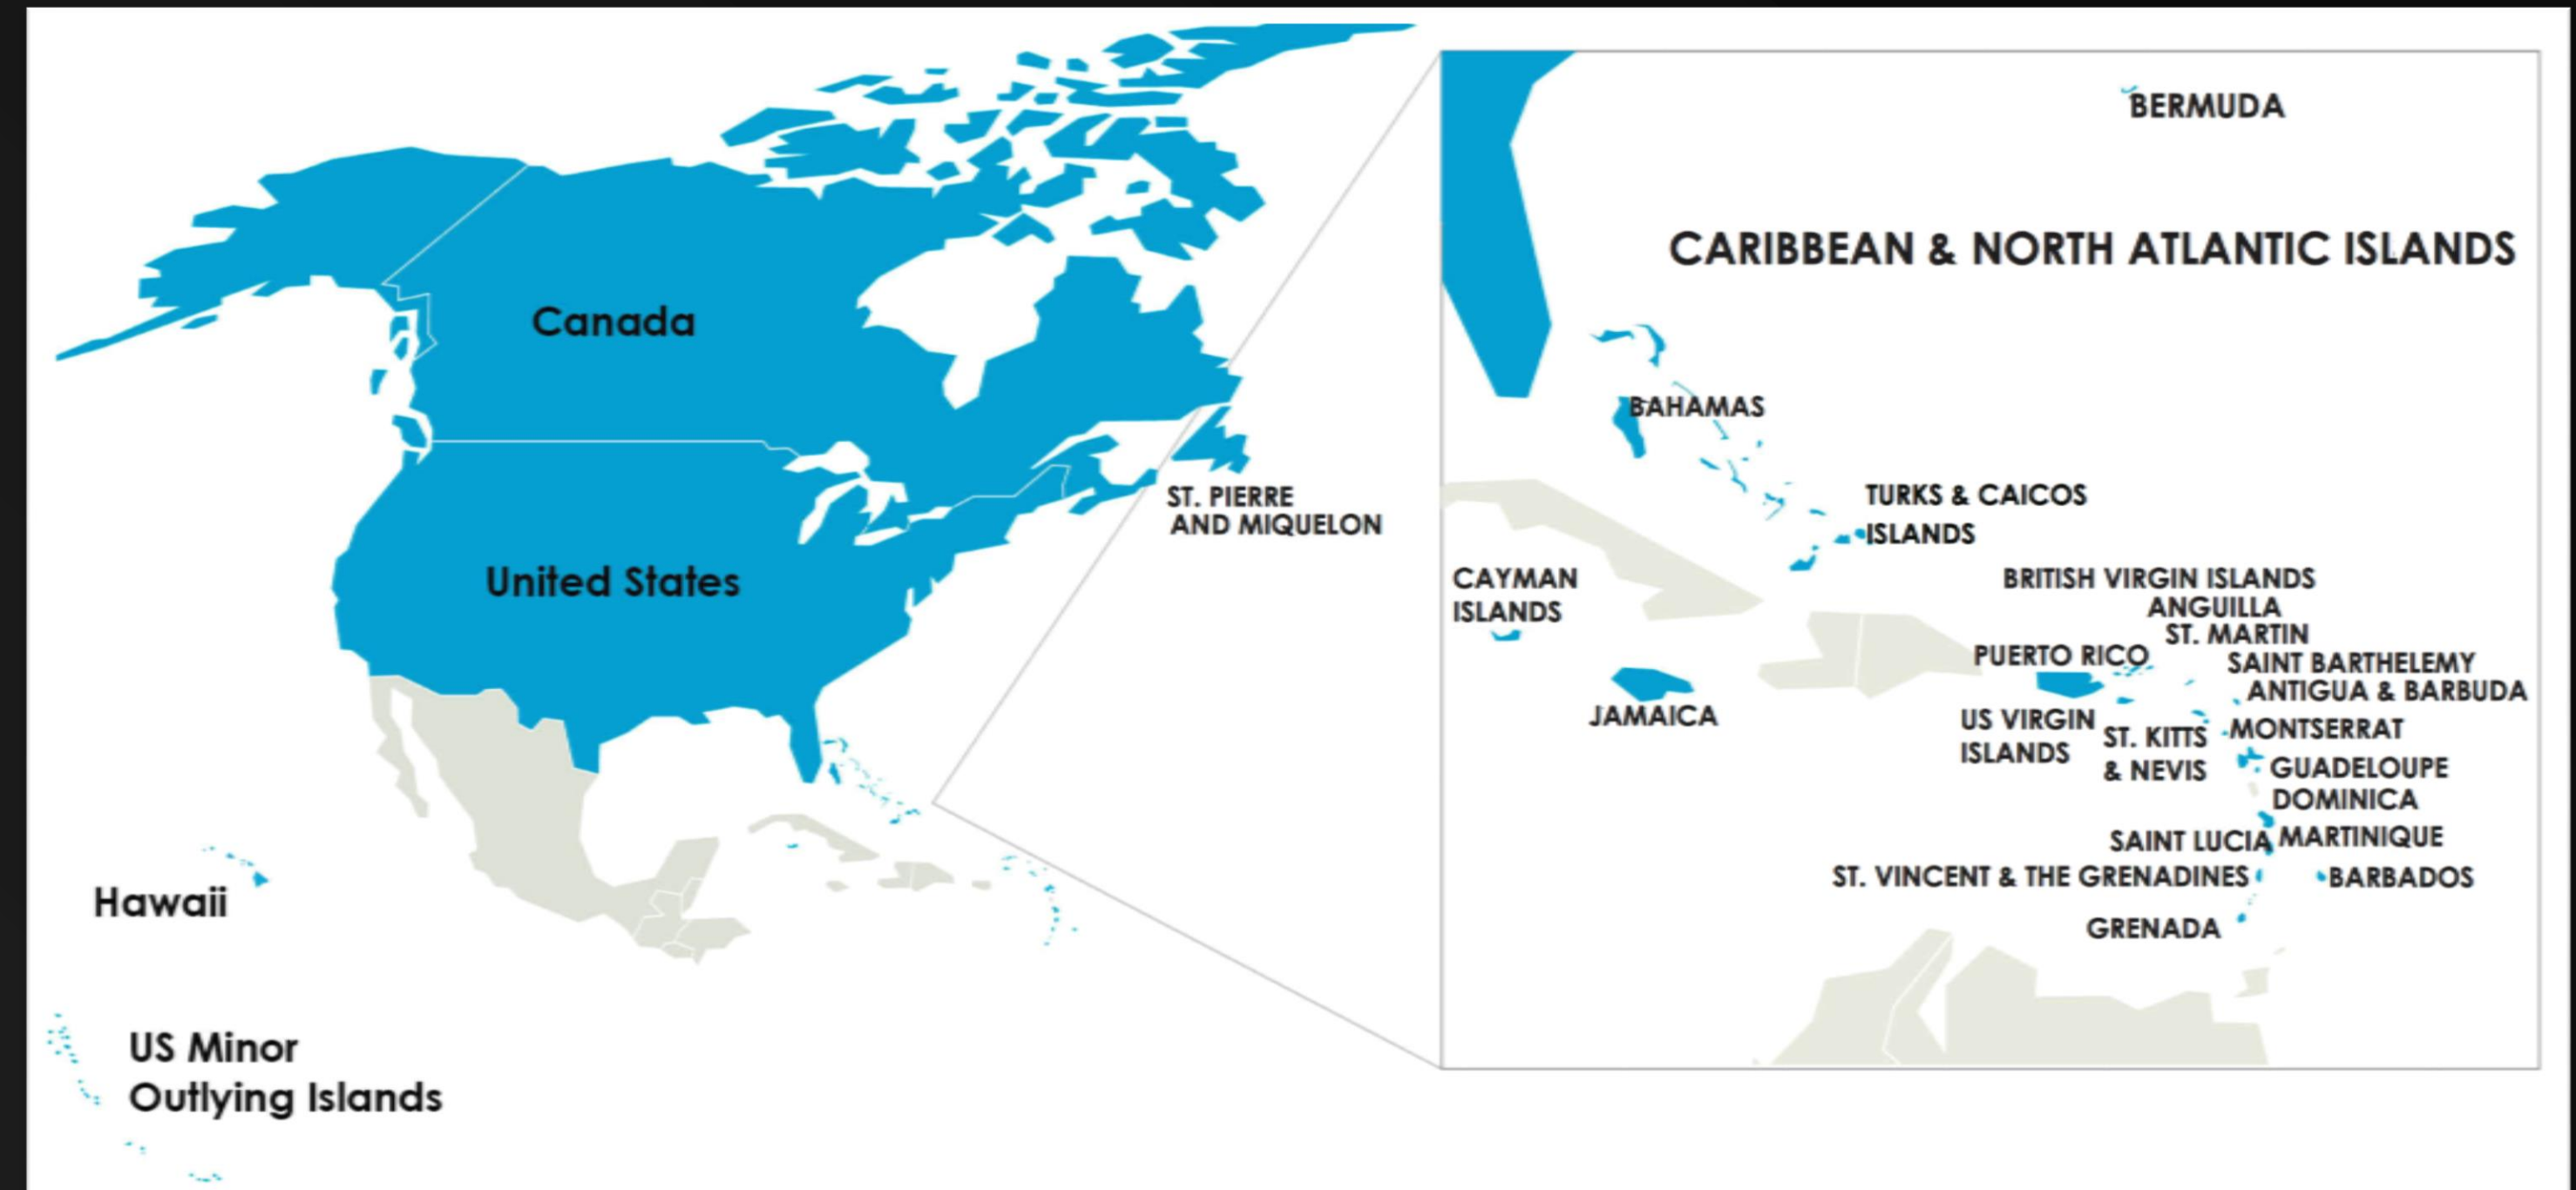 BERMUDA
CARIBBEAN & NORTH ATLANTIC ISLANDS
Canada
BAHAMAS
ST. PIERRE
AND MIQUELON
TURKS & CAICOS
ISLANDS
United States
CAYMAN
ISLANDS
BRITISH VIRGIN ISLANDS
ANGUILLA
ST. MARTIN
PUERTO RICO
SAINT BARTHELEMY
ANTIGUA & BARBUDA
JAMAICA
US VIRGIN
ISLANDS
ST. KITTS
& NEVIS
MONTSERRAT
GUADELOUPE
DOMINICA
SAINT LUCIA
MARTINIQUE
ST. VINCENT & THE GRENADINES
BARBADOS
GRENADA
Hawaii
US Minor
Outlying Islands